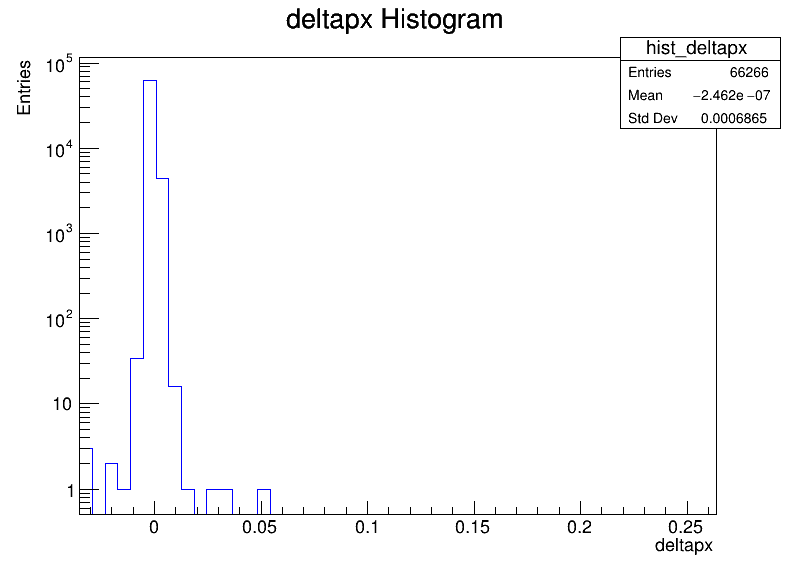 deltapx Histogram
hist_deltapx
Entries 66266
Mean −2.462e−07
Std Dev 0.0006865
Entries
10^5
10^4
10^3
10^2
10
1
0 0.05 0.1 0.15 0.2 0.25
deltapx